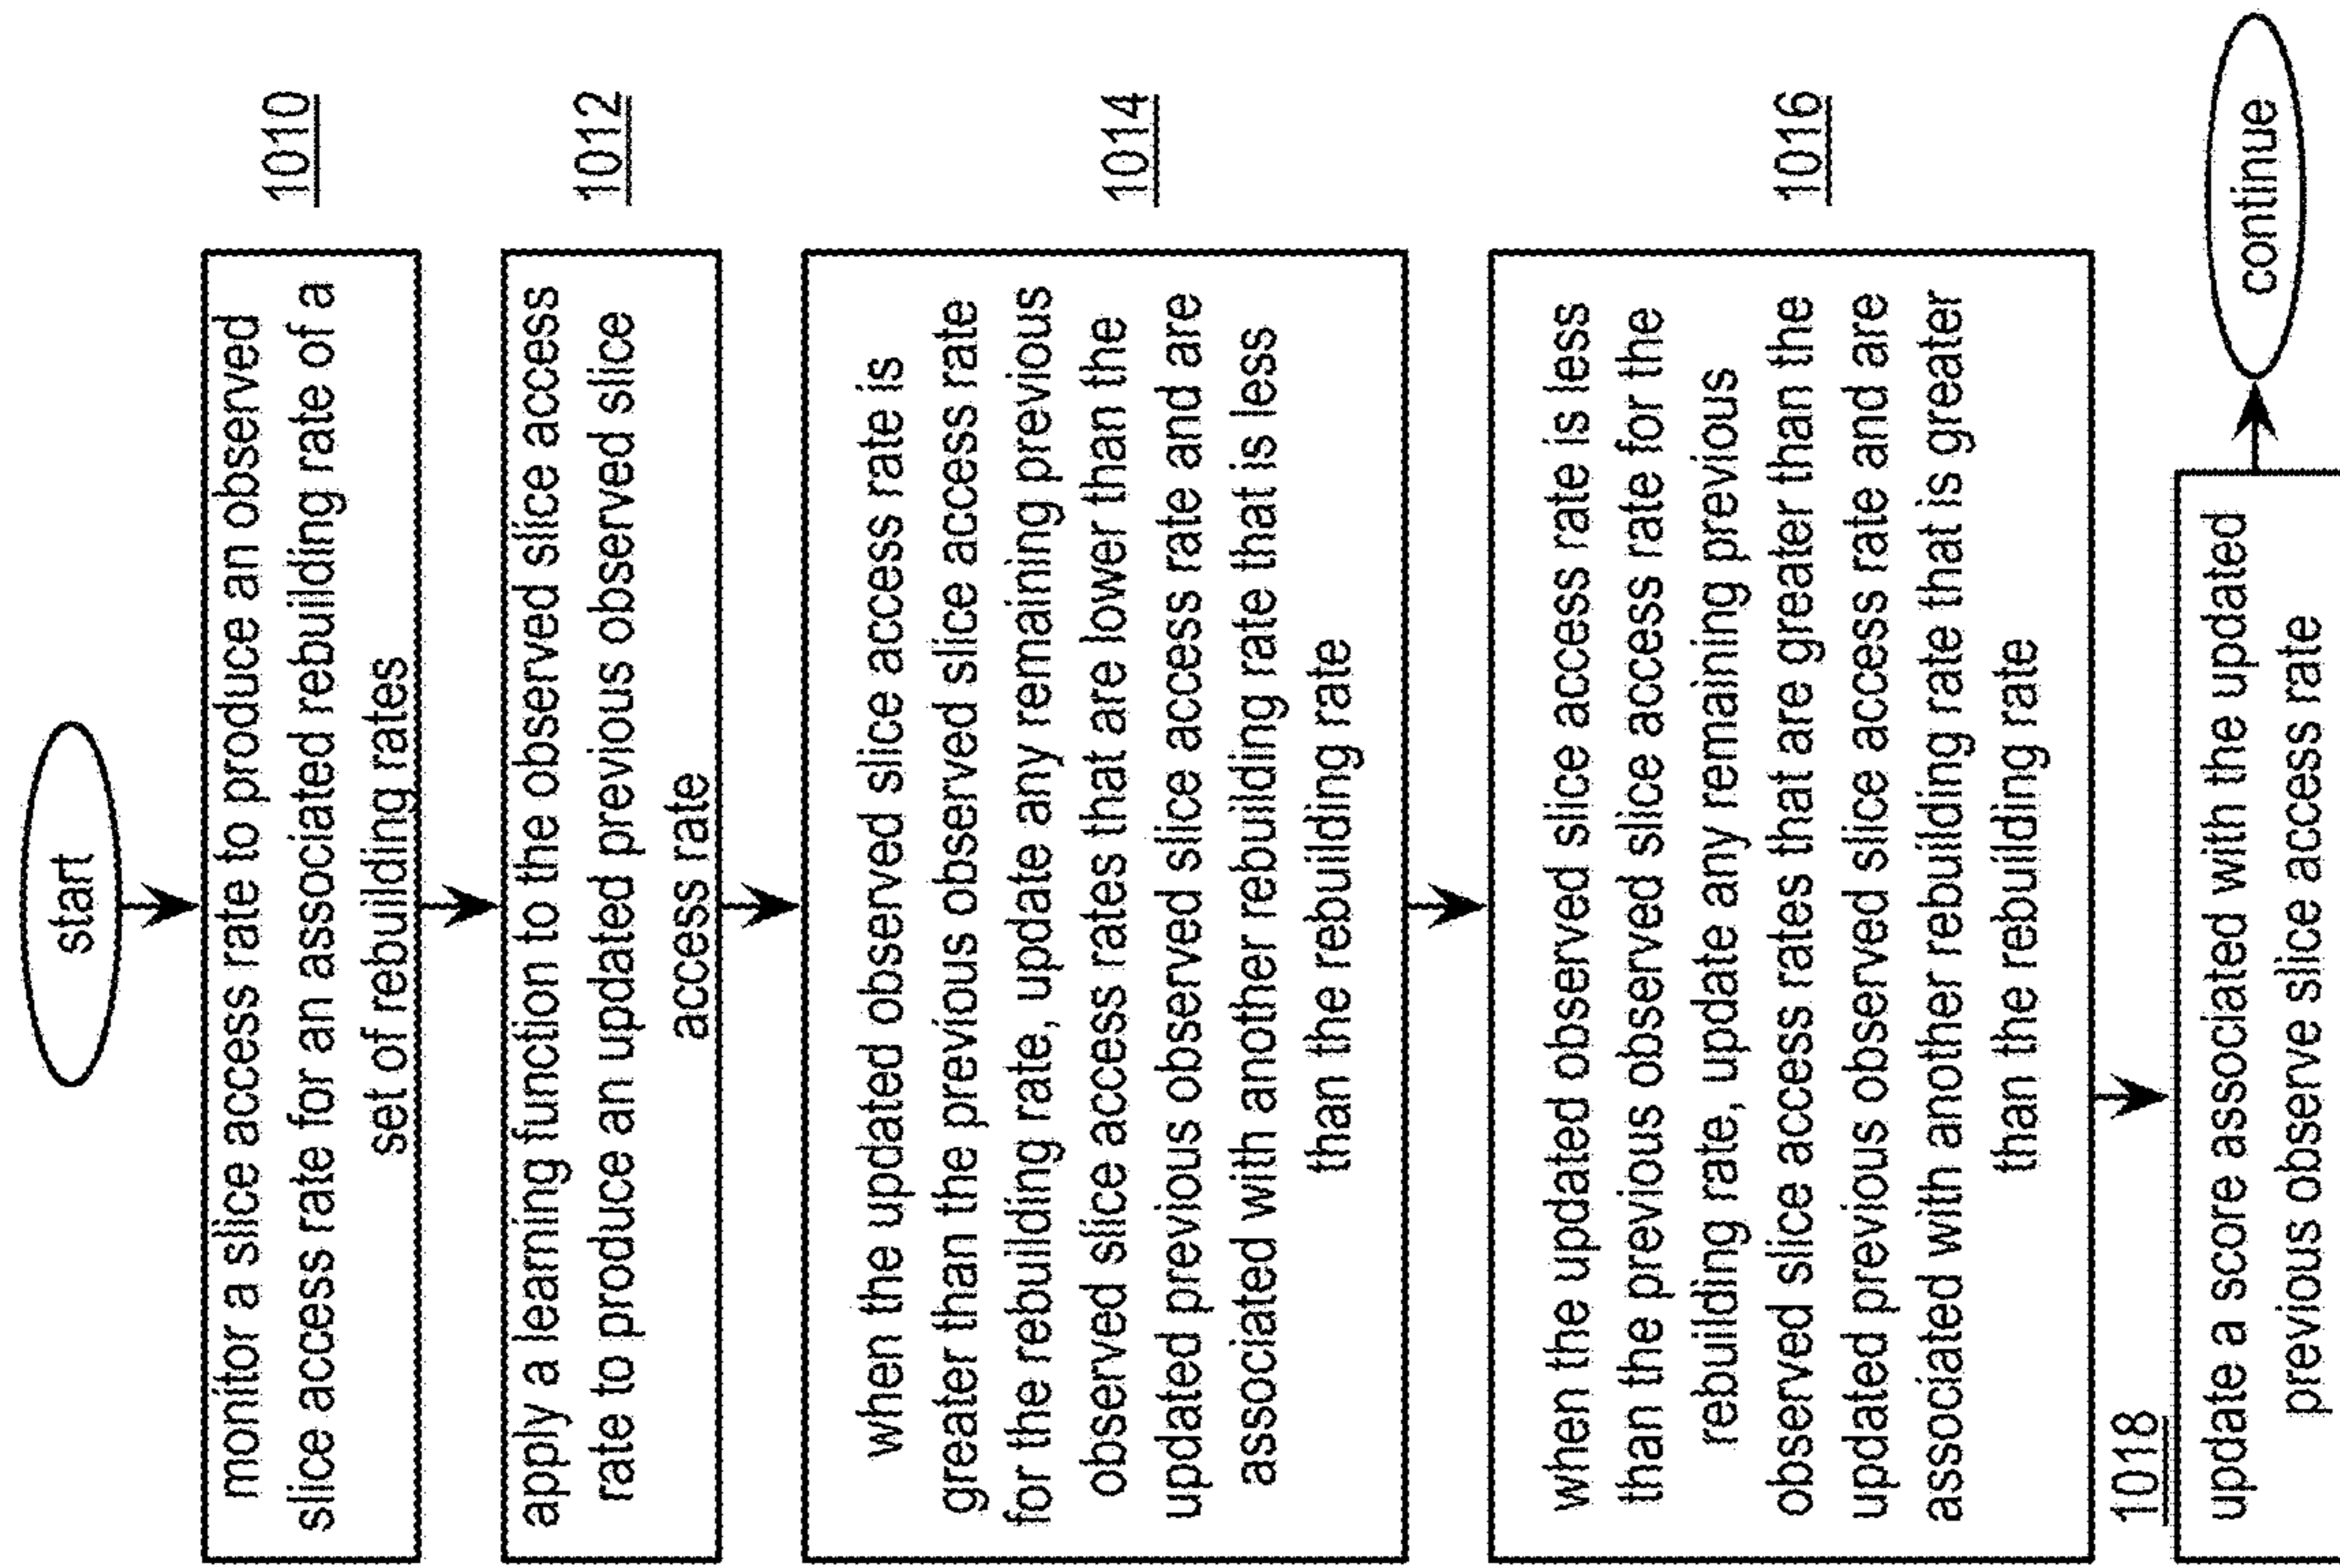 start
1010
monitor a slice access rate to produce an observed
slice access rate for an associated rebuilding rate of a
set of rebuilding rates
1012
apply a learning function to the observed slice access
rate to produce an updated previous observed slice
access rate
1014
when the updated observed slice access rate is
greater than the previous observed slice access rate
for the rebuilding rate, update any remaining previous
observed slice access rates that are lower than the
updated previous observed slice access rate and are
associated with another rebuilding rate that is less
than the rebuilding rate
1016
when the updated observed slice access rate is less
than the previous observed slice access rate for the
rebuilding rate, update any remaining previous
observed slice access rates that are greater than the
updated previous observed slice access rate and are
associated with another rebuilding rate that is greater
than the rebuilding rate
1018
update a score associated with the updated
previous observe slice access rate
continue